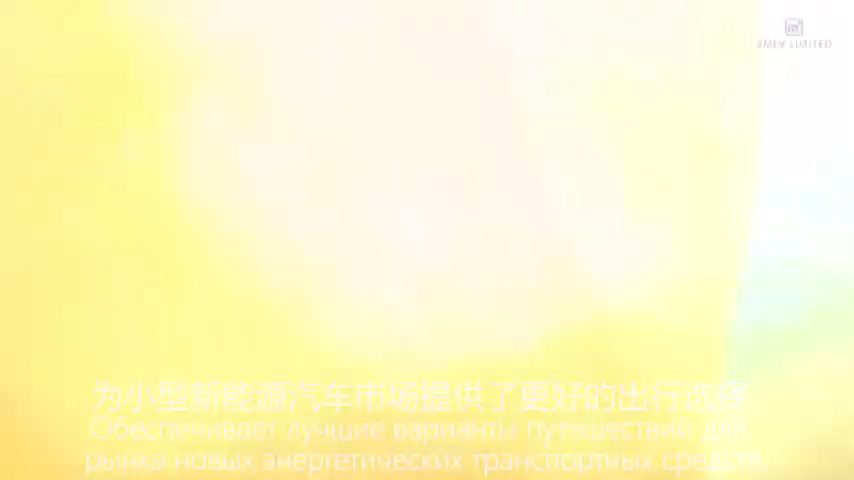 EMEV LIMITED
为小型新能源汽车市场提供了更好的出行选择
Обеспечивает лучшие варианты путешествий для
рынка новых энергетических транспортных средств